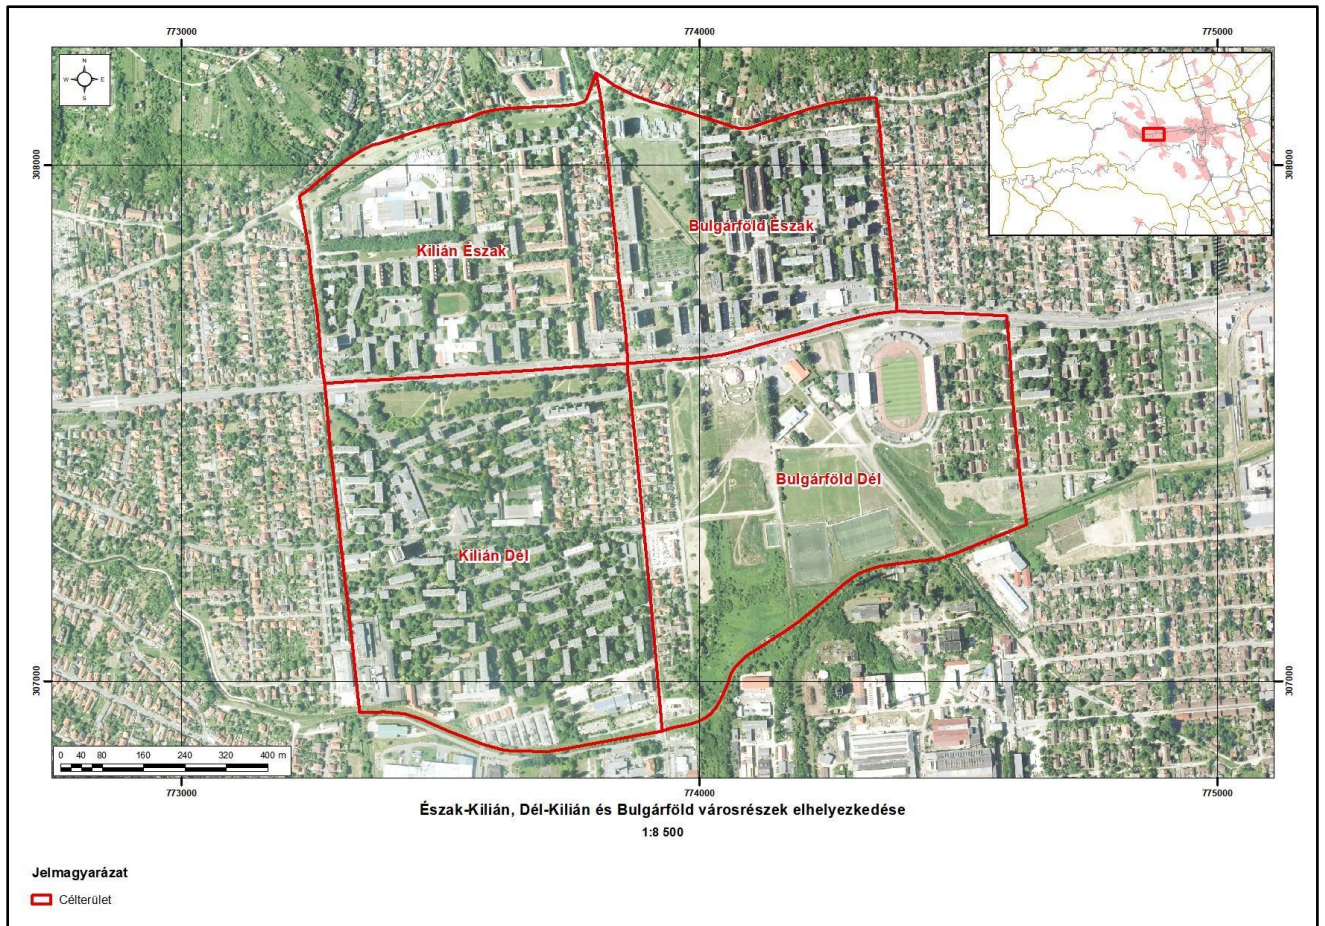 773000
774000
775000
N
W
E
S
308000
308000
Bulgárföld Észak
Kilián Észak
Bulgárföld Dél
Kilián Dél
307000
307000
0 40 80 160 240 320 400 m
773000
774000
775000
Észak-Kilián, Dél-Kilián és Bulgárföld városrészek elhelyezkedése
1:8 500
Jelmagyarázat
Célterület